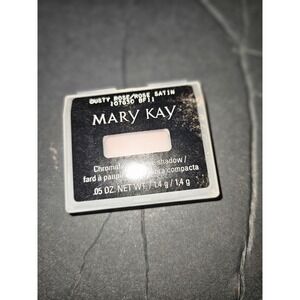 DUSTY ROSE/ROSE SATIN
MARY KAY
shadow /
fard à compacta
.05 OZ. NET WT. / 1,4 g / 1,4 g